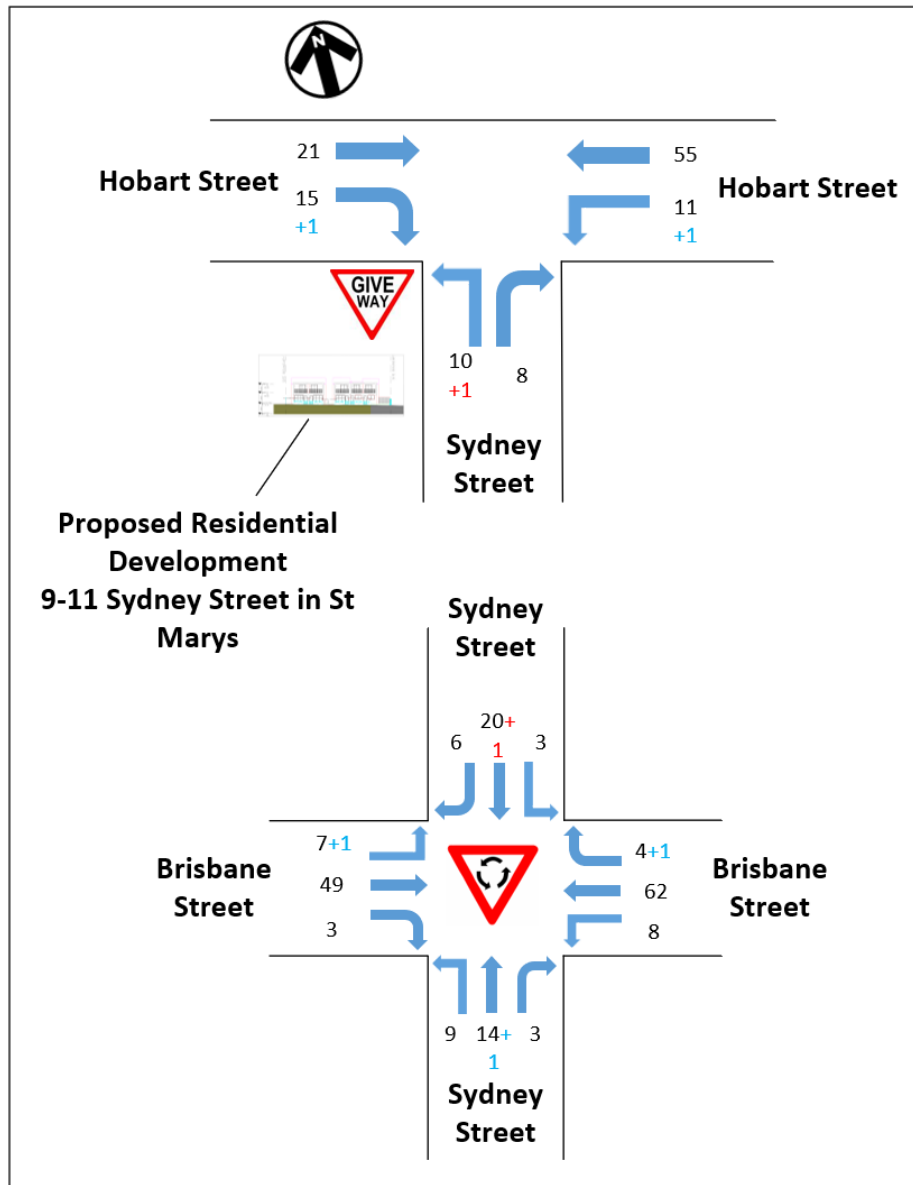 N
21
55
Hobart Street
Hobart Street
15
11
+1
+1
GIVE
WAY
10
8
+1
Sydney
Street
Proposed Residential
Development
9-11 Sydney Street in St
Marys
Sydney
Street
20+
6
1
3
7+1
4+1
Brisbane
Street
49
62
Brisbane
Street
3
8
9
14+
3
1
Sydney
Street